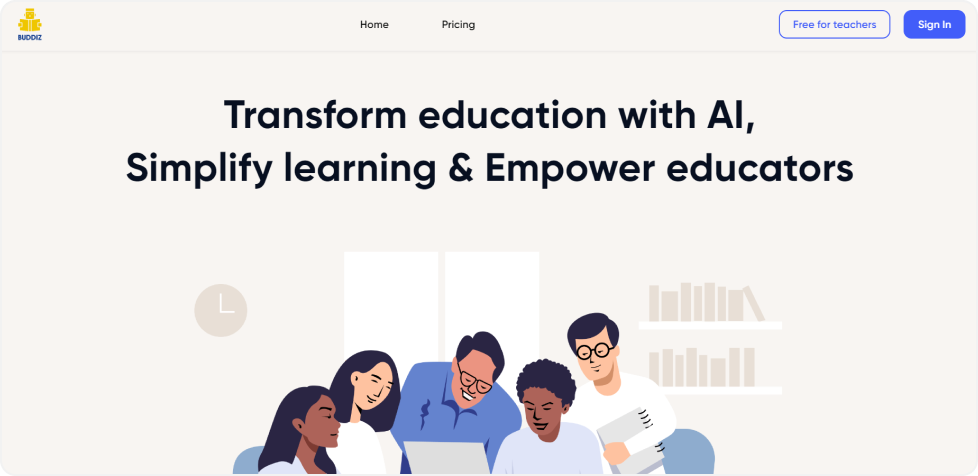 BUDDIZ
Home
Pricing
Free for teachers
Sign In
Transform education with AI,
Simplify learning & Empower educators